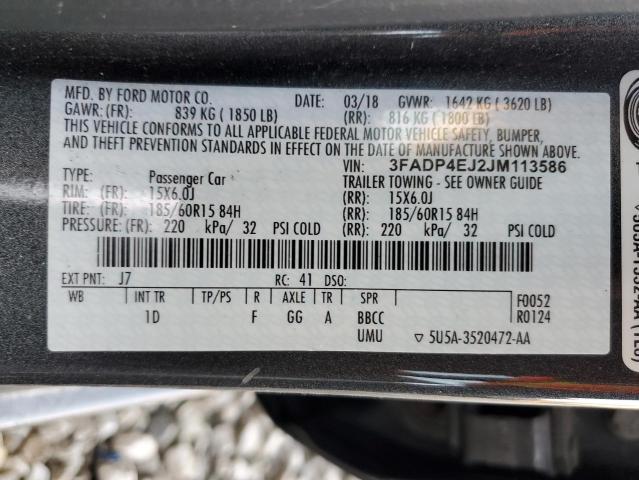 MFD. BY FORD MOTOR CO. DATE: 03/18 GVWR: 1642 KG ( 3620 LB)
GAWR: (FR): 839 KG ( 1850 LB) (RR): 816 KG ( 1800 LB)
THIS VEHICLE CONFORMS TO ALL APPLICABLE FEDERAL MOTOR VEHICLE SAFETY, BUMPER,
AND THEFT PREVENTION STANDARDS IN EFFECT ON THE DATE OF MANUFACTURE SHOWN ABOVE.
VIN: 3FADP4EJ2JM113586
TYPE: Passenger Car TRAILER TOWING - SEE OWNER GUIDE
RIM: (FR): 15X6.0J (RR): 15X6.0J
TIRE: (FR): 185/60R15 84H (RR): 185/60R15 84H
PRESSURE: (FR): 220 kPa/ 32 PSI COLD (RR): 220 kPa/ 32 PSI COLD
EXT PNT: J7 RC: 41 DSO:
WB INT TR TP/PS R AXLE TR SPR F0052
1D F GG A BBCC R0124
UMU ▽ 5U5A-3520472-AA